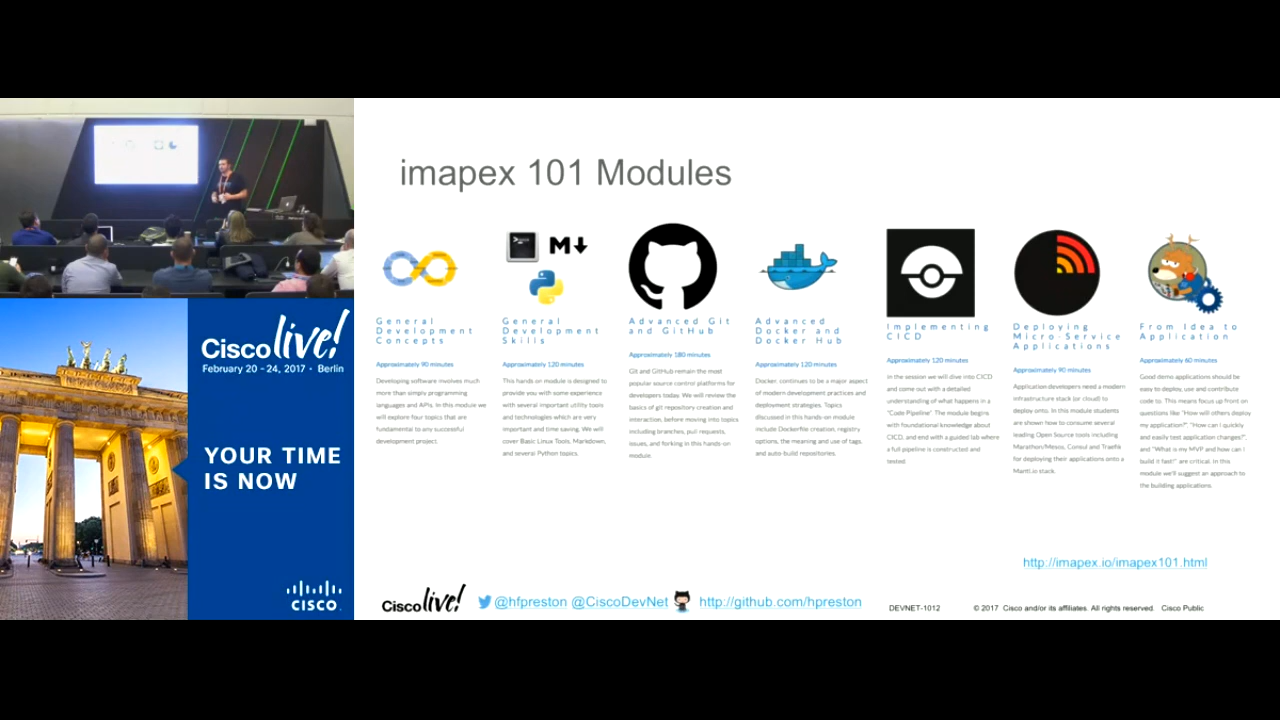 imapex 101 Modules
General
Development
Concepts
Approximately 90 minutes
Developing software involves much
more than simply programming
languages and APIs. In this module we
will explore four topics that are
fundamental to any successful
development project.
M
General
Development
Skills
Approximately 120 minutes
This hands on module is designed to
provide you with some experience
with several important utility tools
and technologies which are very
important and time saving. We will
cover Basic Linux Tools, Markdown,
and several Python topics.
Advanced Git
and GitHub
Approximately 180 minutes
Git and GitHub remain the most
popular source control platforms for
developers today. We will review the
basics of git repository creation and
interaction, before moving into topics
including branches, pull requests,
issues, and forking in this hands-on
module.
Advanced
Docker and
Docker Hub
Approximately 120 minutes
Docker continues to be a major aspect
of modern development practices and
deployment strategies. Topics
discussed in this hands-on module
include Dockerfile creation, registry
options, the meaning and use of tags,
and auto-build repositories.
Implementing
CICD
Approximately 120 minutes
In the session we will dive into CICD
and come out with a detailed
understanding of what happens in a
"Code Pipeline" The module begins
with foundational knowledge about
CICD, and end with a guided lab where
a full pipeline is constructed and
tested
Deploying
Micro-Service
Applications
Approximately 90 minutes
Application developers need a modern
infrastructure stack (or cloud) to
deploy onto. In this module students
are shown how to consume several
leading Open Source tools including
Marathon/Mesos, Consul and Traefik
for deploying their applications onto a
Mantl.io stack.
From Idea to
Application
Approximately 60 minutes
Good demo applications should be
easy to deploy, use and contribute
code to. This means focus up front on
questions like "How will others deploy
my application?", "How can I quickly
and easily test application changes?",
and "What is my MVP and how can I
build it fast!" are critical. In this
module we'll suggest an approach to
the building applications.
http://imapex.io/imapex101.html
Cisco live!
February 20 - 24, 2017 • Berlin
YOUR TIME
IS NOW
CISCO
Cisco live!
@hfpreston @CiscoDevNet
http://github.com/hpreston
DEVNET-1012
© 2017 Cisco and/or its affiliates. All rights reserved. Cisco Public